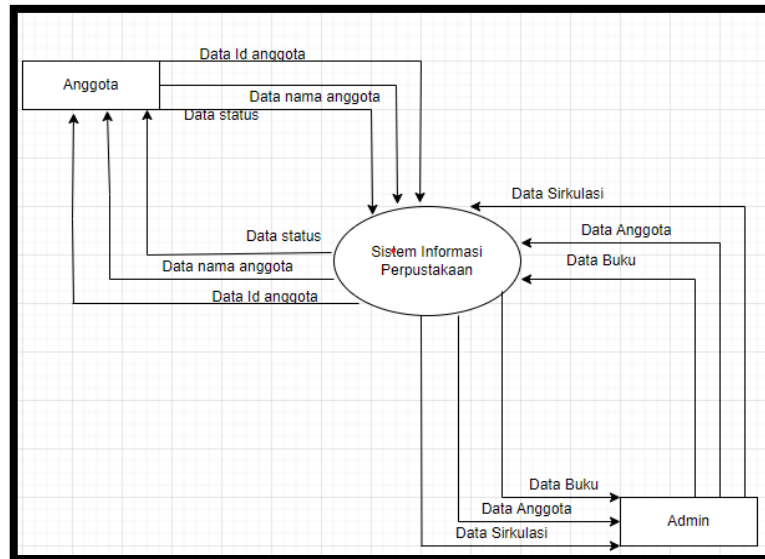 Data Id anggota
Anggota
Data nama anggota
Data status
Data Sirkulasi
Data status
Data Anggota
Sistem Informasi
Perpustakaan
Data Buku
Data nama anggota
Data Id anggota
Data Buku
Data Anggota
Admin
Data Sirkulasi